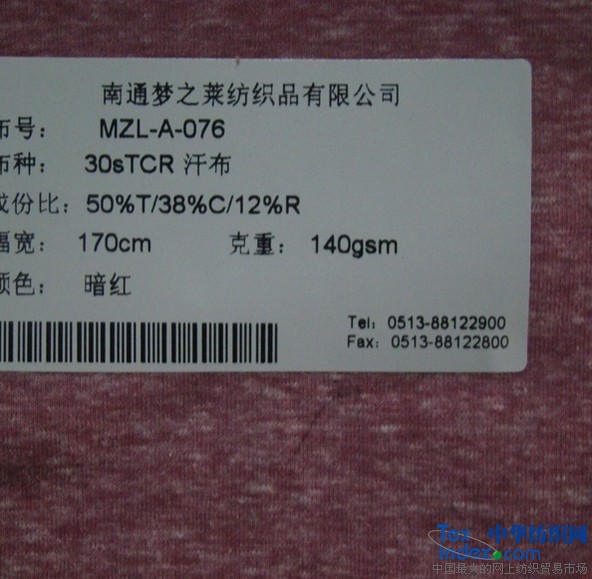 南通梦之莱纺织品有限公司
布号： MZL-A-076
布种： 30sTCR 汗布
成份比：50%T/38%C/12%R
幅宽： 170cm 克重： 140gsm
颜色： 暗红
Tel：0513-88122900
Fax：0513-88122800
Tex 中华纺织网
Index.com
中国最大的网上纺织贸易市场